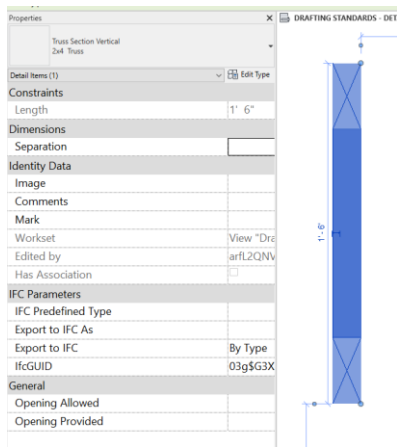 Properties
DRAFTING STANDARDS - DET
Truss Section Vertical
2x4 Truss
Detail Items (1)
Edit Type
Constraints
Length 1' 6"
Dimensions
Separation
Identity Data
Image
Comments
Mark
Workset View "Dra
Edited by arfL2QNV
Has Association
IFC Parameters
IFC Predefined Type
Export to IFC As
Export to IFC By Type
IfcGUID 03g$G3X
General
Opening Allowed
Opening Provided
1' - 6"